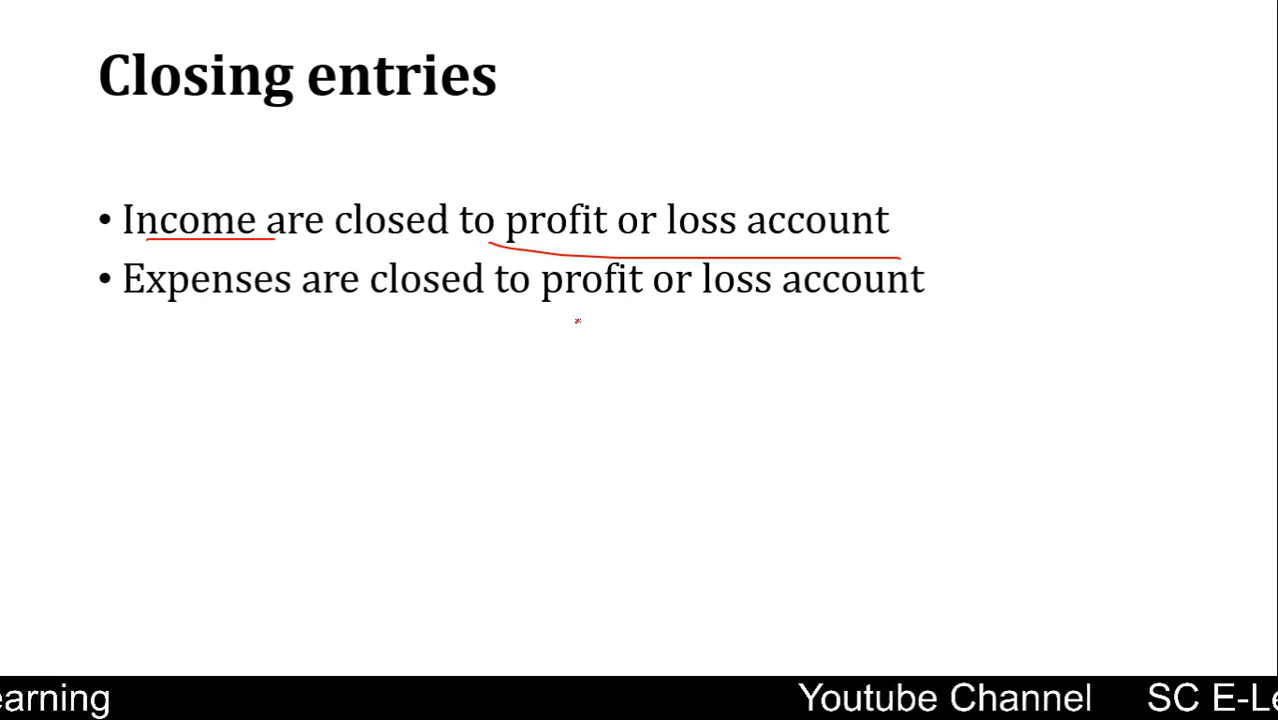 Closing entries
• Income are closed to profit or loss account
• Expenses are closed to profit or loss account
earning Youtube Channel SC E-Le